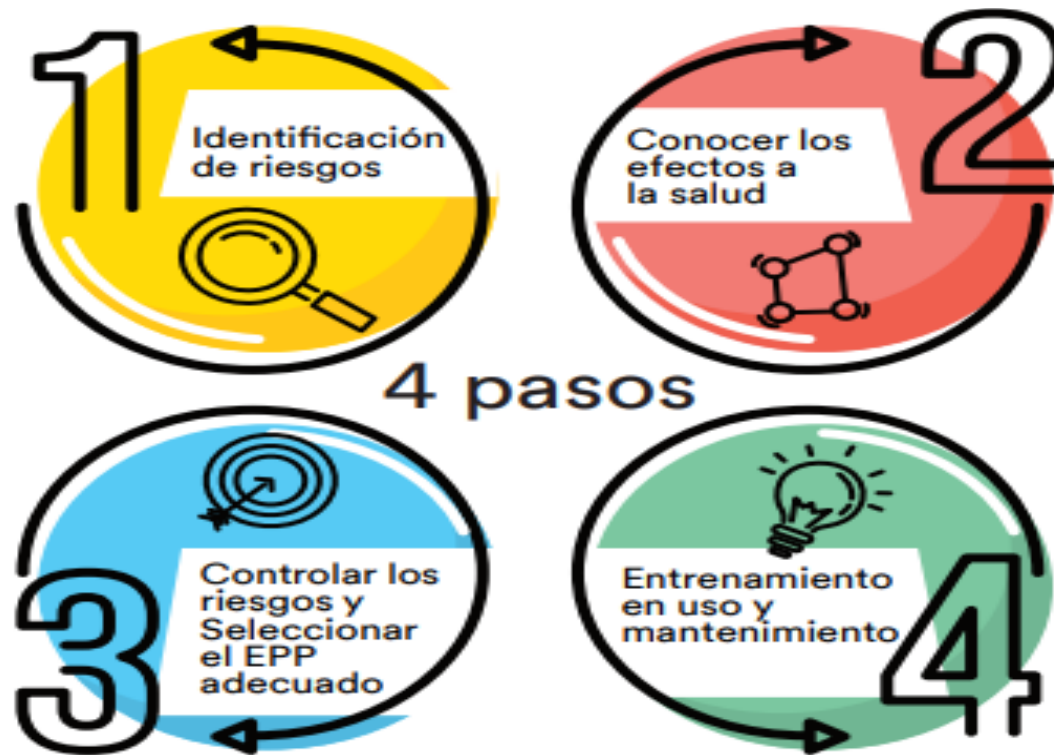 1
Identificación
de riesgos
2
Conocer los
efectos a
la salud
4 pasos
3
Controlar los
riesgos y
Seleccionar
el EPP
adecuado
4
Entrenamiento
en uso y
mantenimiento